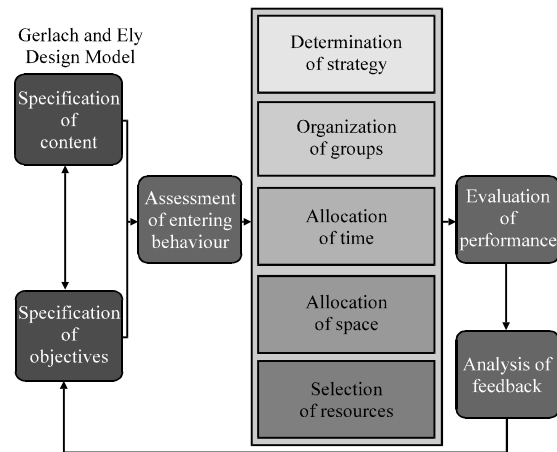 Gerlach and Ely
Design Model
Specification
of
content
Specification
of
objectives
Assessment
of entering
behaviour
Determination
of strategy
Organization
of groups
Allocation
of time
Allocation
of space
Selection
of resources
Evaluation
of
performance
Analysis of
feedback